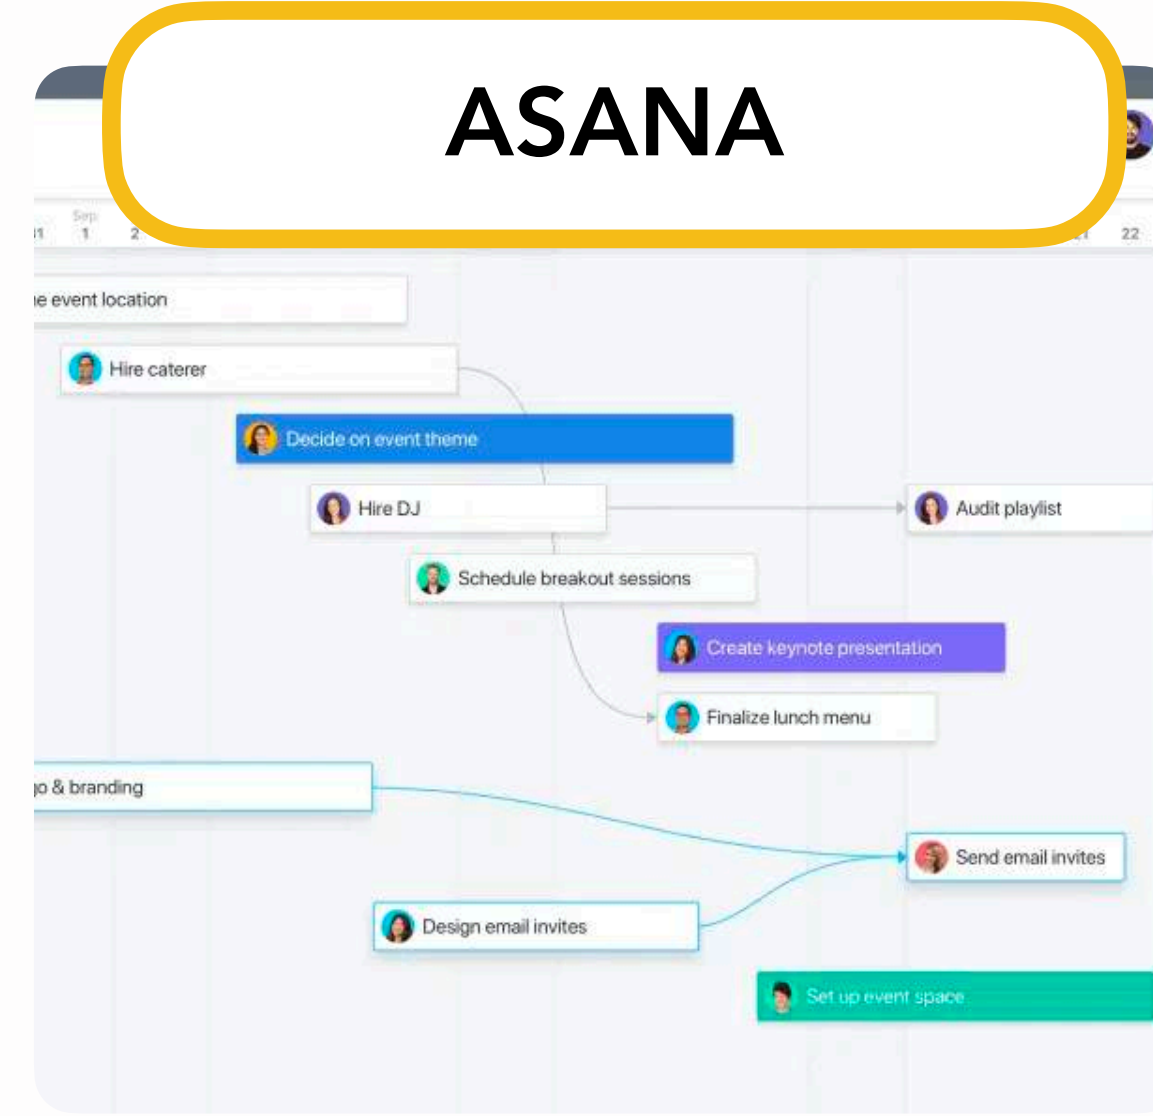 ASANA
Sep
1 2 22
event location
Hire caterer
Decide on event theme
Hire DJ
Audit playlist
Schedule breakout sessions
Create keynote presentation
Finalize lunch menu
& branding
Send email invites
Design email invites
Set up event space